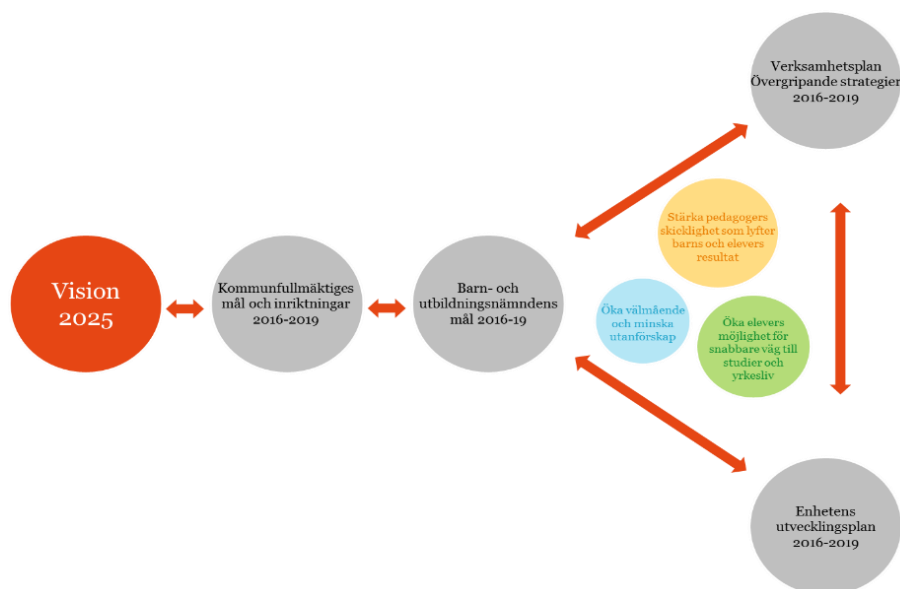 Vision
2025
Kommunfullmäktiges
mål och inriktningar
2016-2019
Barn- och
utbildningsnämndens
mål 2016-19
Verksamhetsplan
Övergripande strategier
2016-2019
Stärka pedagogers
skicklighet som lyfter
barns och elevers
resultat
Öka välmående
och minska
utanförskap
Öka elevers
möjlighet för
snabbare väg till
studier och
yrkesliv
Enhetens
utvecklingsplan
2016-2019